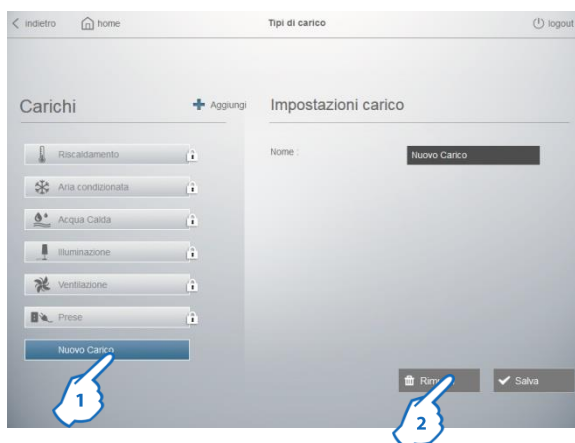 indietro home Tipi di carico logout
Carichi Aggiungi Impostazioni carico
Nome : Nuovo Carico
Riscaldamento
Aria condizionata
Acqua Calda
Illuminazione
Ventilazione
Prese
Nuovo Carico
Salva
1
2